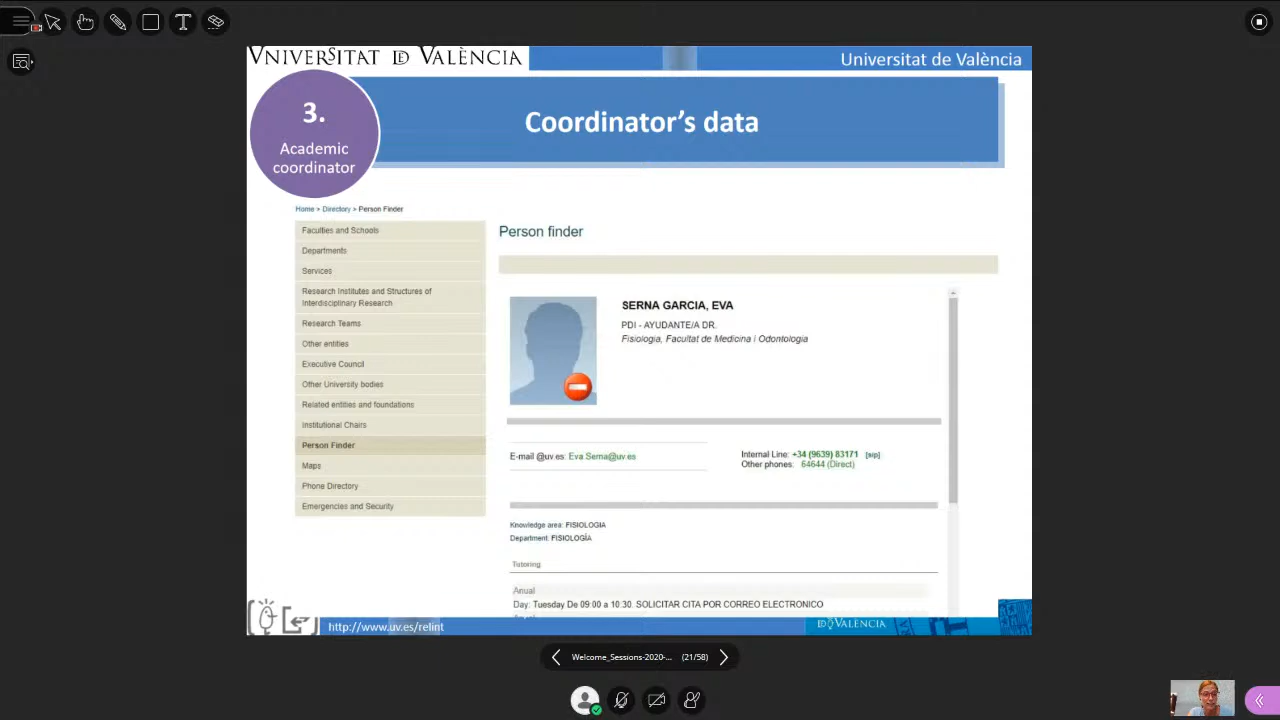 VNIVERSITAT DE VALÈNCIA
Universitat de València
3.
Academic
coordinator
Coordinator's data
Home > Directory > Person Finder
Faculties and Schools
Departments
Services
Research Institutes and Structures of
Interdisciplinary Research
Research Teams
Other entities
Executive Council
Other University bodies
Related entities and foundations
Institutional Chairs
Person Finder
Maps
Phone Directory
Emergencies and Security
Person finder
SERNA GARCIA, EVA
PDI - AYUDANTE/A DR.
Fisiologia, Facultat de Medicina i Odontologia
E-mail @uv.es: Eva.Serna@uv.es
Internal Line: +34 (9639) 83171 [sip]
Other phones: 64644 (Direct)
Knowledge area: FISIOLOGIA
Department: FISIOLOGÍA
Tutoring
Anual
Day: Tuesday De 09:00 a 10:30. SOLICITAR CITA POR CORREO ELECTRONICO
http://www.uv.es/relint
DE VALÈNCIA
Welcome_Sessions-2020-... (21/58)